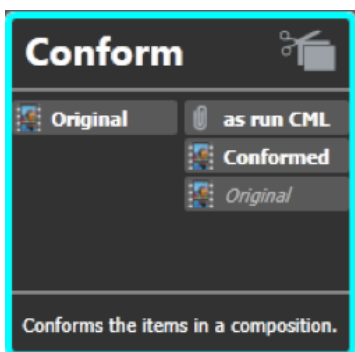 Conform
Original
as run CML
Conformed
Original
Conforms the items in a composition.